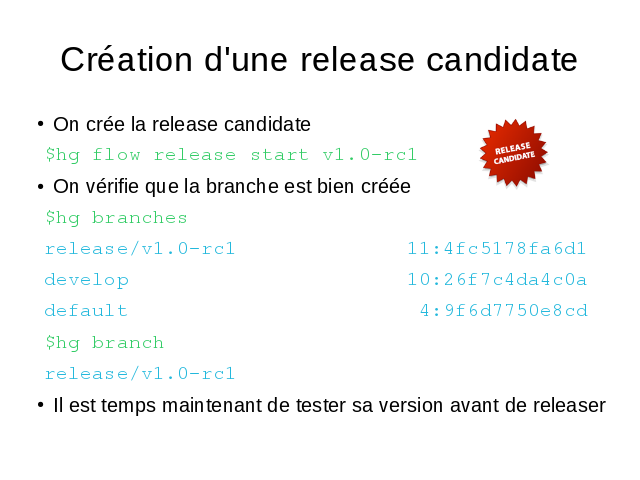 Création d'une release candidate
• On crée la release candidate
$hg flow release start v1.0-rc1
RELEASE
CANDIDATE
• On vérifie que la branche est bien créée
$hg branches
release/v1.0-rc1 11:4fc5178fa6d1
develop 10:26f7c4da4c0a
default 4:9f6d7750e8cd
$hg branch
release/v1.0-rc1
• Il est temps maintenant de tester sa version avant de releaser